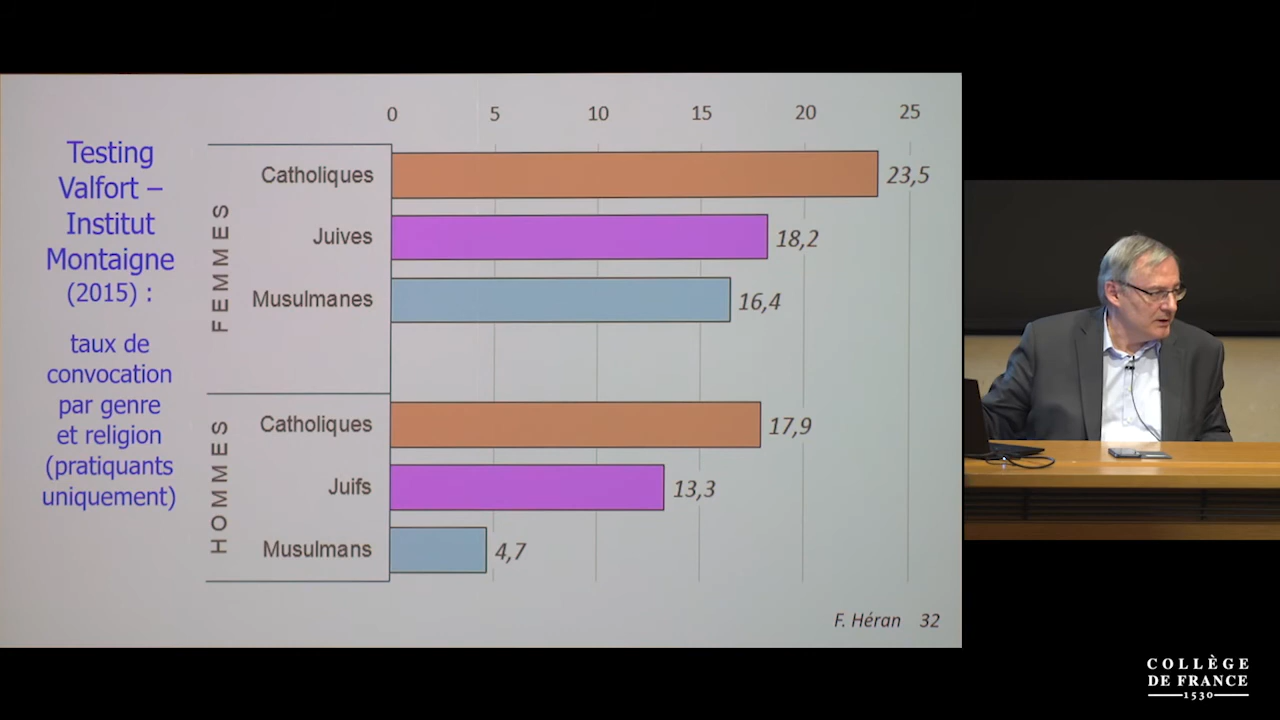 Testing
Valfort –
Institut
Montaigne
(2015) :
taux de
convocation
par genre
et religion
(pratiquants
uniquement)
0 5 10 15 20 25
FEMMES
Catholiques 23,5
Juives 18,2
Musulmanes 16,4
HOMMES
Catholiques 17,9
Juifs 13,3
Musulmans 4,7
F. Héran 32
COLLÈGE
DE FRANCE
1530